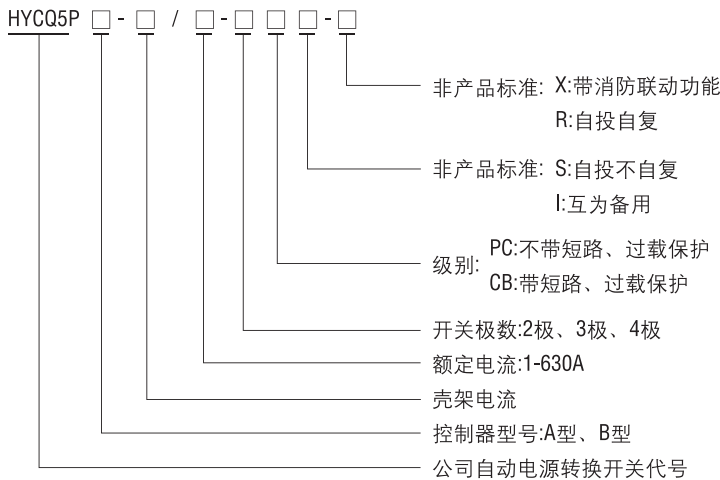 HYCQ5P □-□/□-□□□-□
非产品标准: X:带消防联动功能
R:自投自复
非产品标准: S:自投不自复
I:互为备用
级别: PC:不带短路、过载保护
CB:带短路、过载保护
开关极数:2极、3极、4极
额定电流:1-630A
壳架电流
控制器型号:A型、B型
公司自动电源转换开关代号